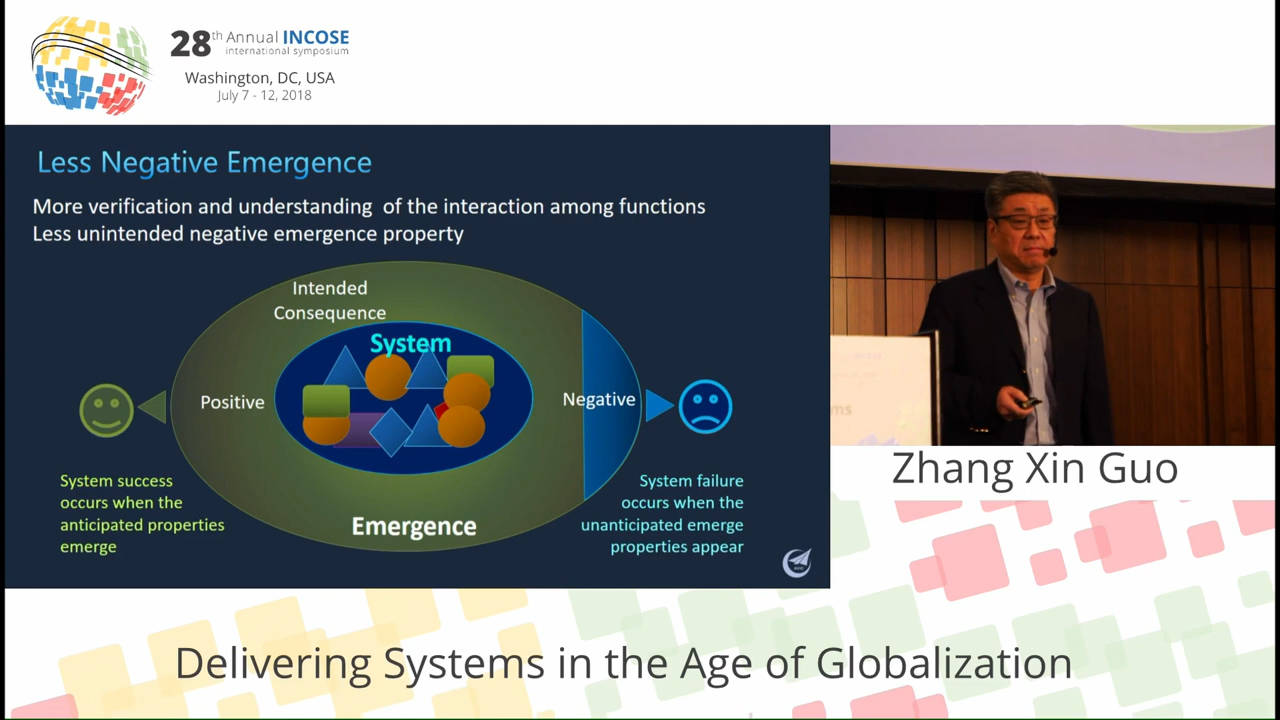 28th Annual INCOSE
international symposium
Washington, DC, USA
July 7 - 12, 2018
Less Negative Emergence
More verification and understanding of the interaction among functions
Less unintended negative emergence property
Intended
Consequence
System
Positive
Negative
System success
occurs when the
anticipated properties
emerge
System failure
occurs when the
unanticipated emerge
properties appear
Emergence
Zhang Xin Guo
Delivering Systems in the Age of Globalization